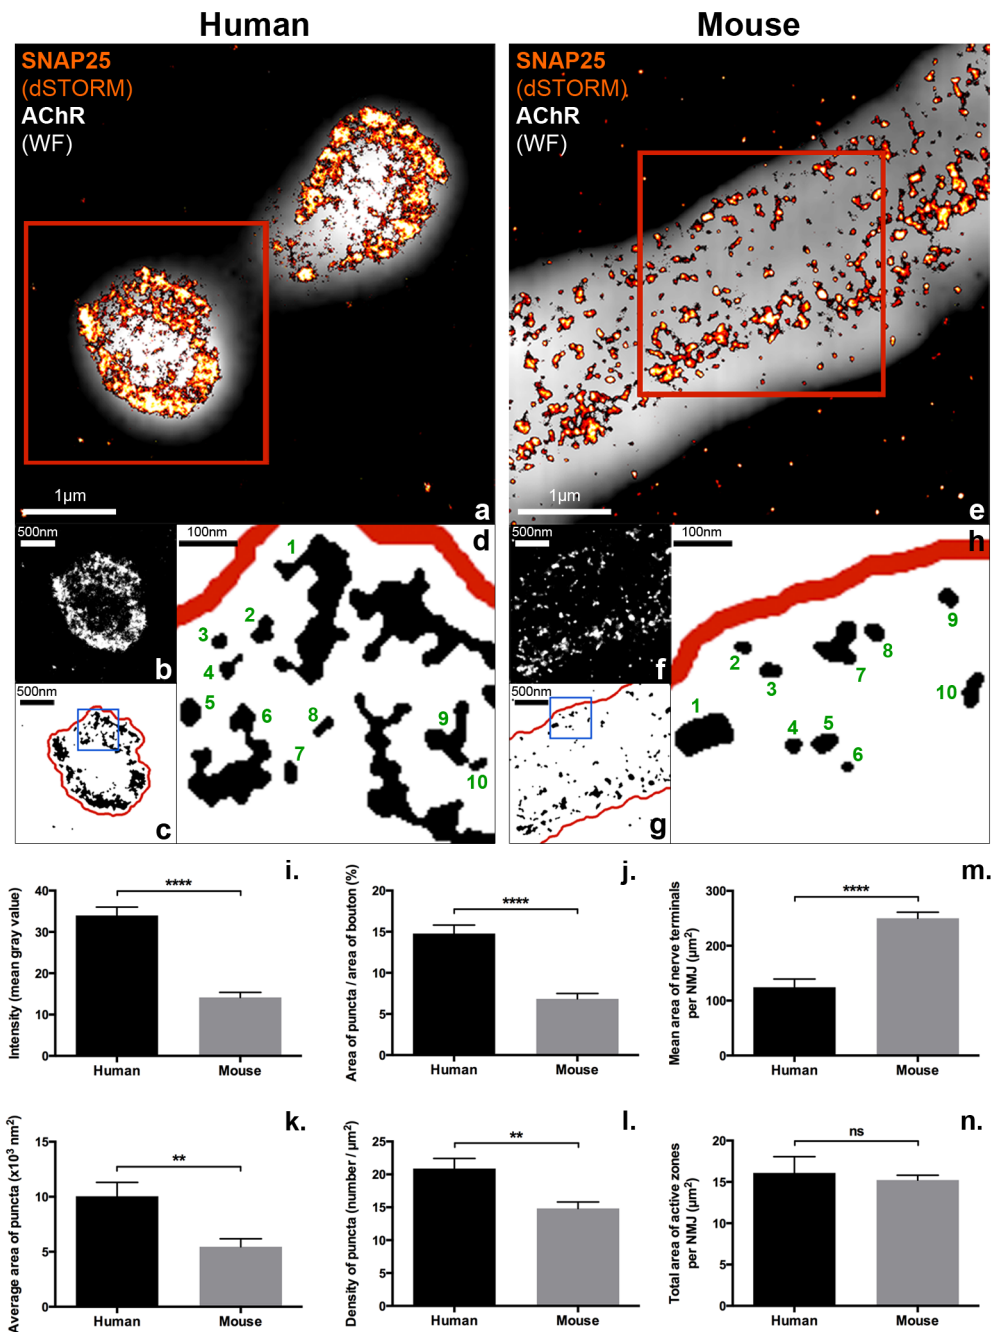 Human
Mouse
SNAP25
(dSTORM)
AChR
(WF)
1µm
a
SNAP25
(dSTORM)
AChR
(WF)
1µm
e
500nm
b
500nm
c
100nm
d
1
2
3
4
5
6
7
8
9
10
500nm
f
500nm
g
100nm
h
1
2
3
4
5
6
7
8
9
10
i.
Intensity (mean gray value)
40
30
20
10
0
****
Human
Mouse
j.
Area of puncta / area of bouton (%)
20
15
10
5
0
****
Human
Mouse
m.
Mean area of nerve terminals
per NMJ (µm²)
300
200
100
0
****
Human
Mouse
k.
Average area of puncta (x10³ nm²)
15
10
5
0
**
Human
Mouse
l.
Density of puncta (number / µm²)
25
20
15
10
5
0
**
Human
Mouse
n.
Total area of active zones
per NMJ (µm²)
20
15
10
5
0
ns
Human
Mouse